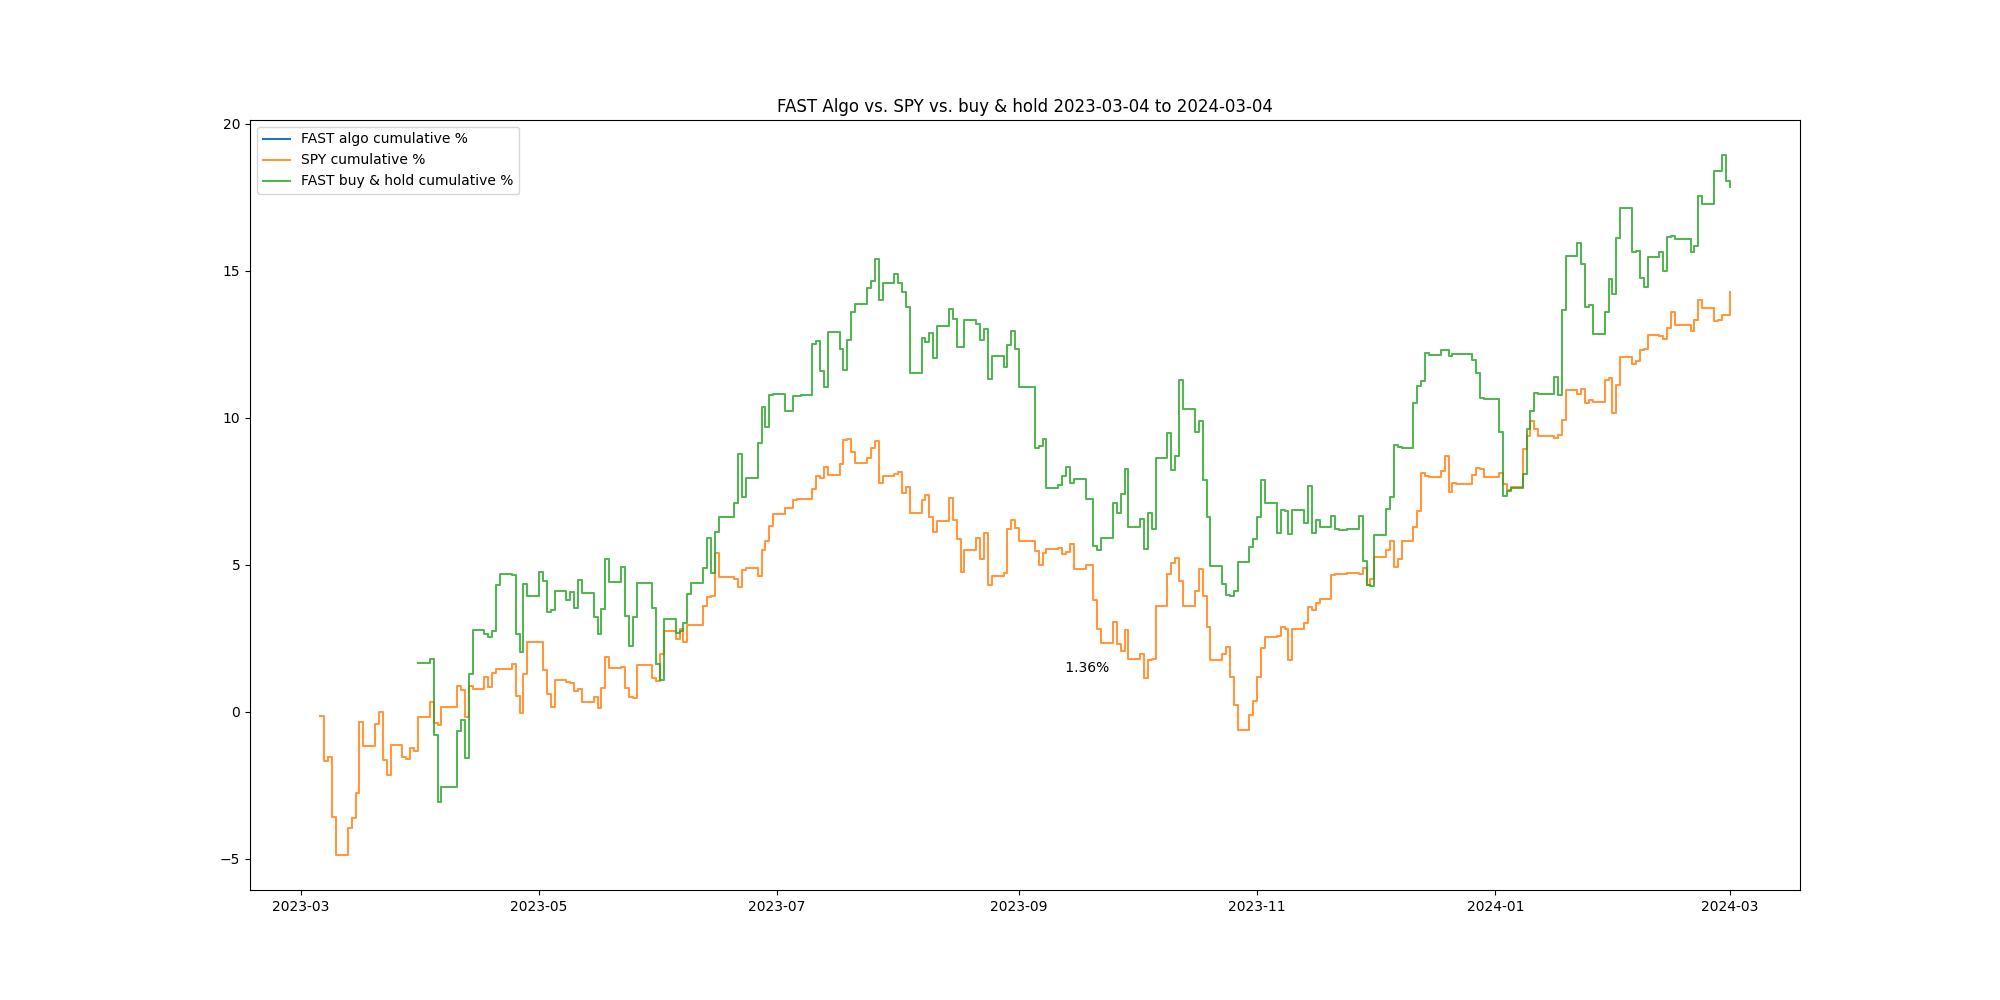 FAST Algo vs. SPY vs. buy & hold 2023-03-04 to 2024-03-04
FAST algo cumulative %
SPY cumulative %
FAST buy & hold cumulative %
20
15
10
5
0
−5
1.36%
2023-03 2023-05 2023-07 2023-09 2023-11 2024-01 2024-03